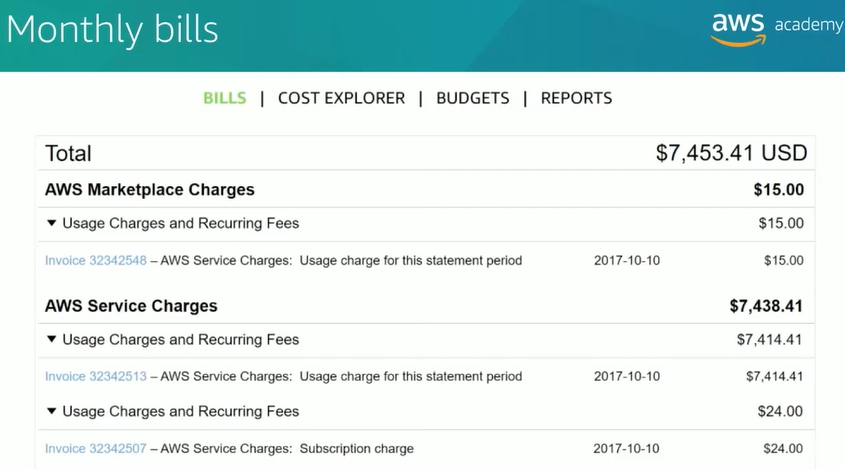 Monthly bills
aws academy
BILLS | COST EXPLORER | BUDGETS | REPORTS
Total $7,453.41 USD
AWS Marketplace Charges $15.00
▼ Usage Charges and Recurring Fees $15.00
Invoice 32342548 – AWS Service Charges: Usage charge for this statement period 2017-10-10 $15.00
AWS Service Charges $7,438.41
▼ Usage Charges and Recurring Fees $7,414.41
Invoice 32342513 – AWS Service Charges: Usage charge for this statement period 2017-10-10 $7,414.41
▼ Usage Charges and Recurring Fees $24.00
Invoice 32342507 – AWS Service Charges: Subscription charge 2017-10-10 $24.00